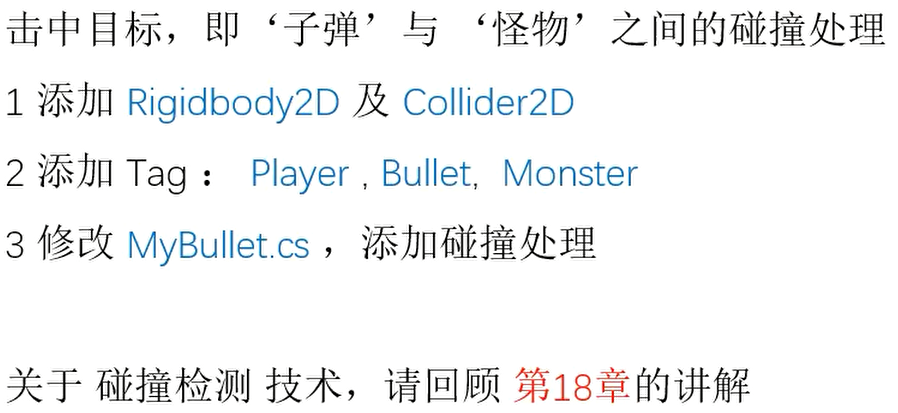 击中目标，即‘子弹’与 ‘怪物’之间的碰撞处理
1 添加 Rigidbody2D 及 Collider2D
2 添加 Tag： Player , Bullet, Monster
3 修改 MyBullet.cs ，添加碰撞处理
关于 碰撞检测 技术，请回顾 第18章的讲解